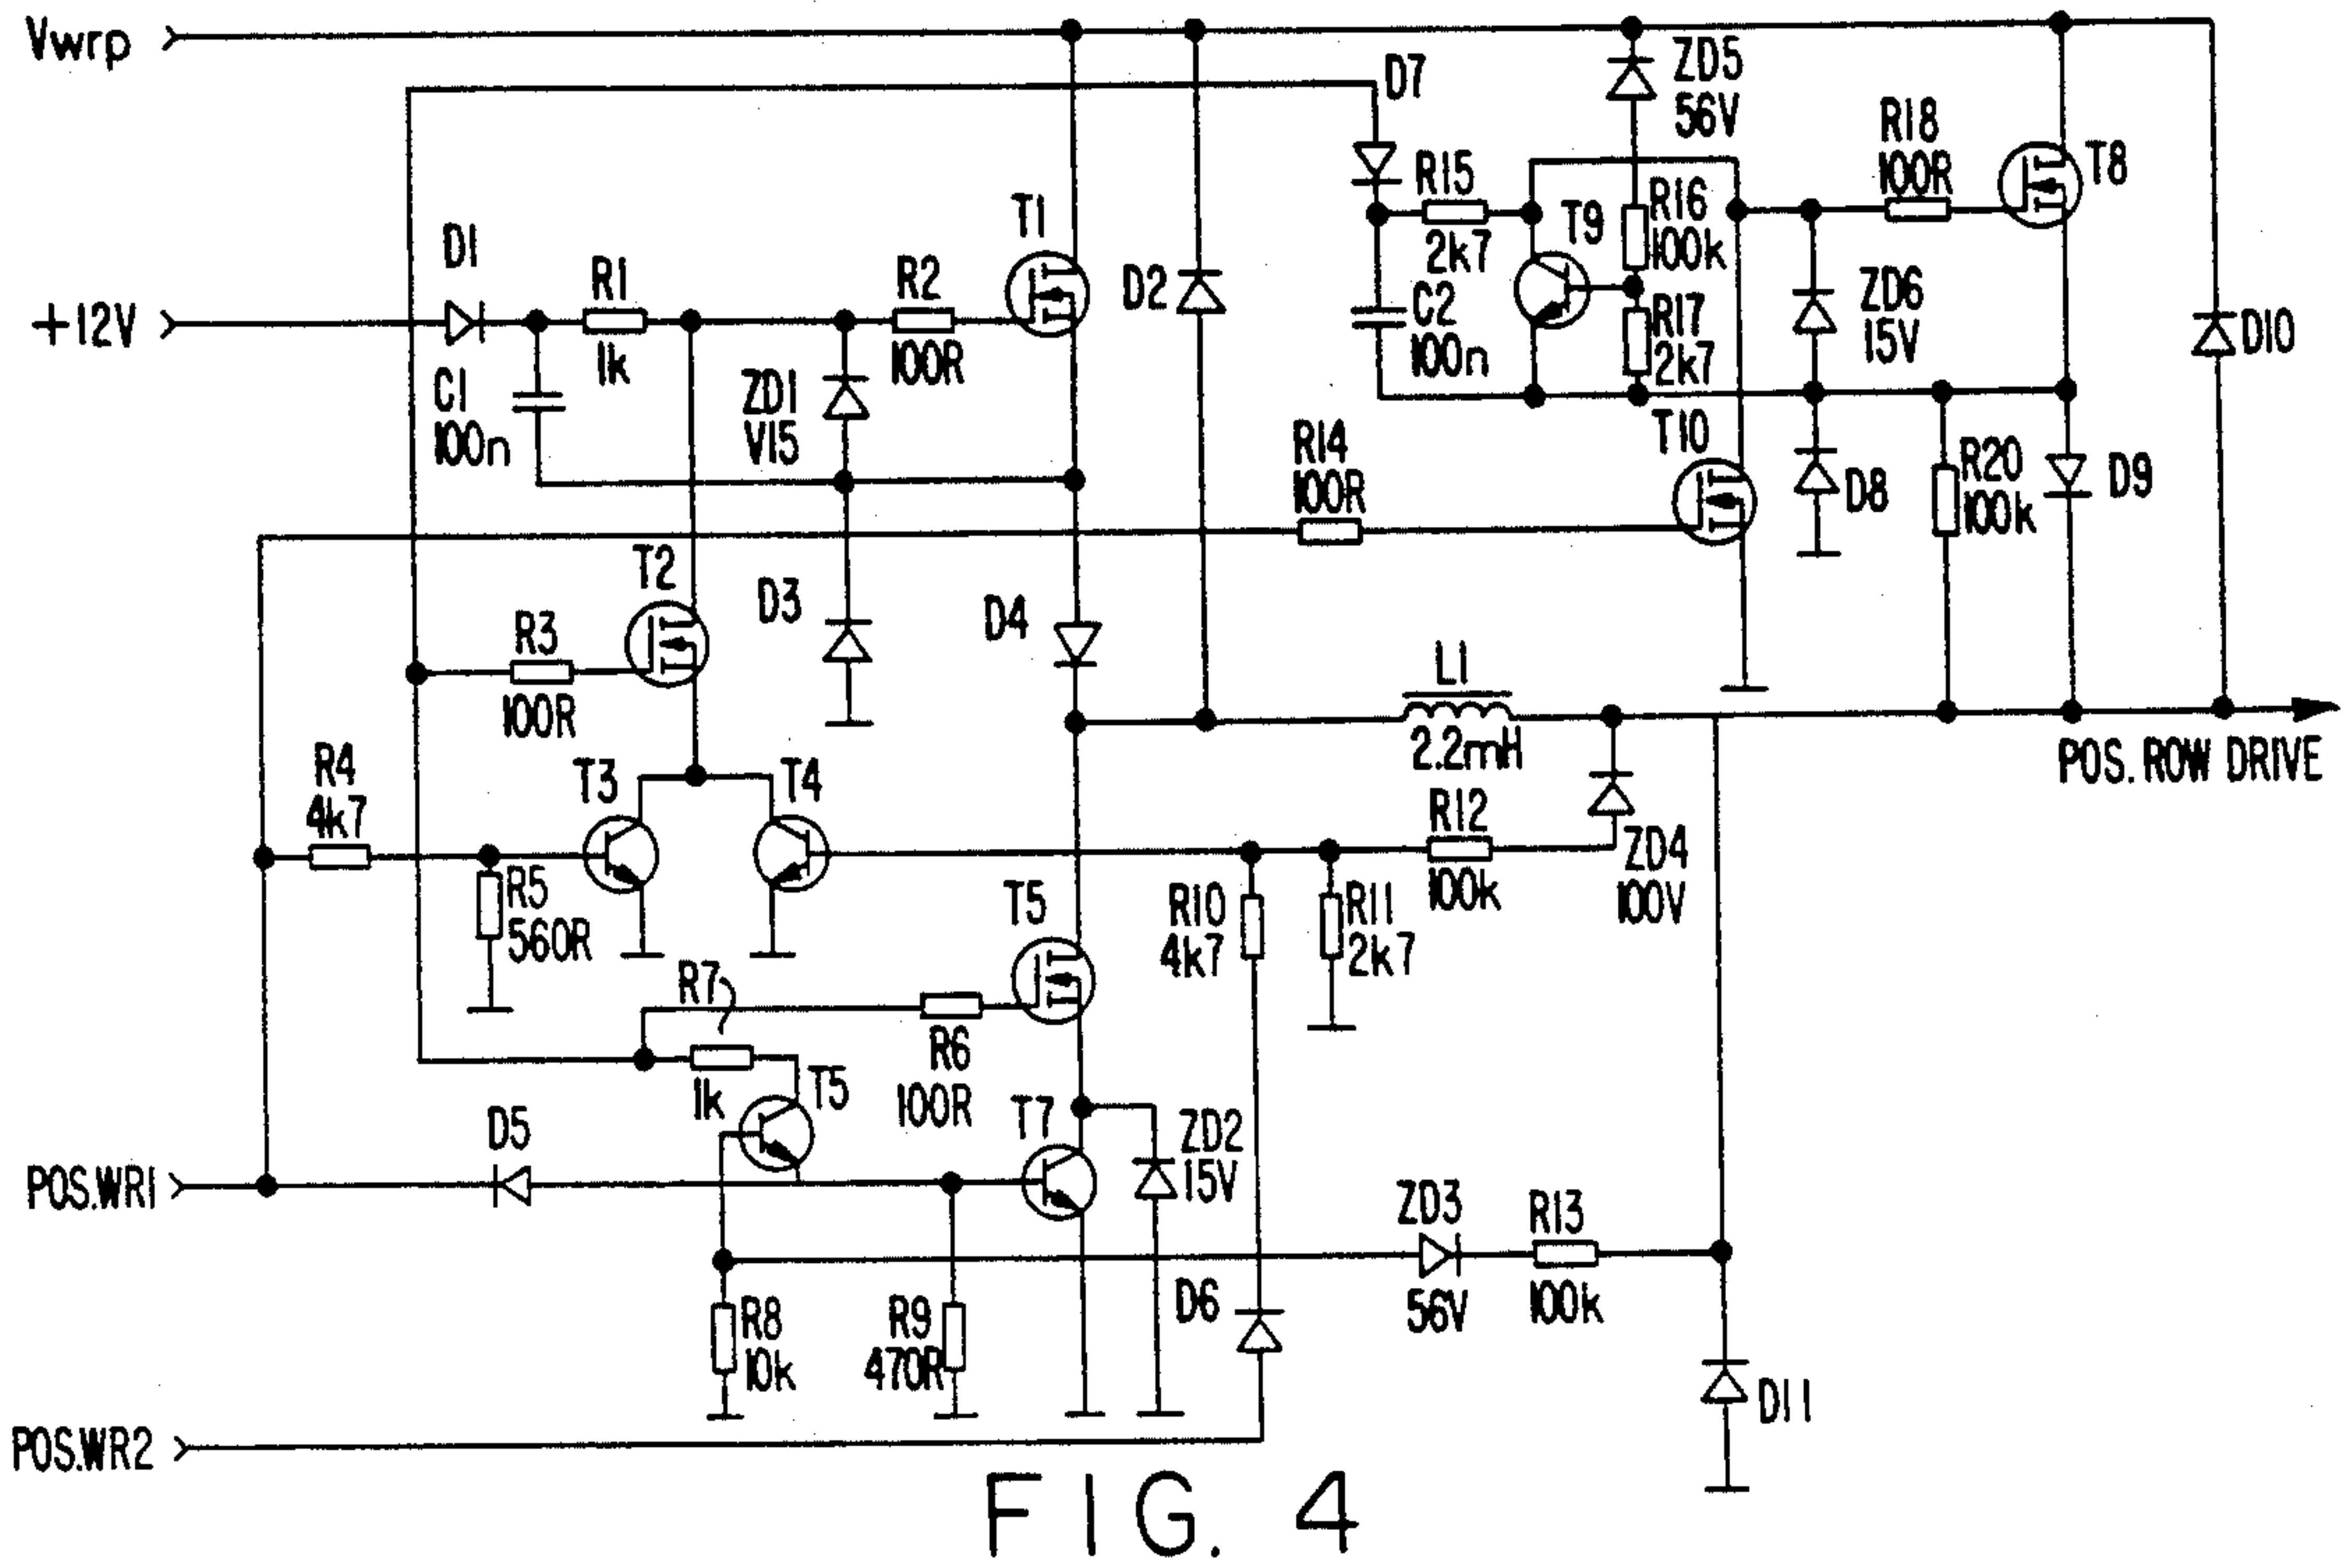 Vwrp
D7
ZD5
56V
R18
100R
T8
R15
2k7
T9
R16
100k
T1
D1
R1
1k
R2
100R
D2
C2
100n
R17
2k7
ZD6
15V
D10
+12V
C1
100n
ZD1
V15
R14
100R
T10
D8
R20
100k
D9
T2
D3
D4
R3
100R
L1
2.2mH
POS. ROW DRIVE
R4
4k7
T3
T4
R12
100k
ZD4
100V
R5
560R
T5
R10
4k7
R11
2k7
R7
R6
100R
1k
T5
T7
D5
ZD2
15V
POS.WR1
ZD3
56V
R13
100k
D6
R8
10k
R9
470R
D11
POS.WR2
FIG. 4